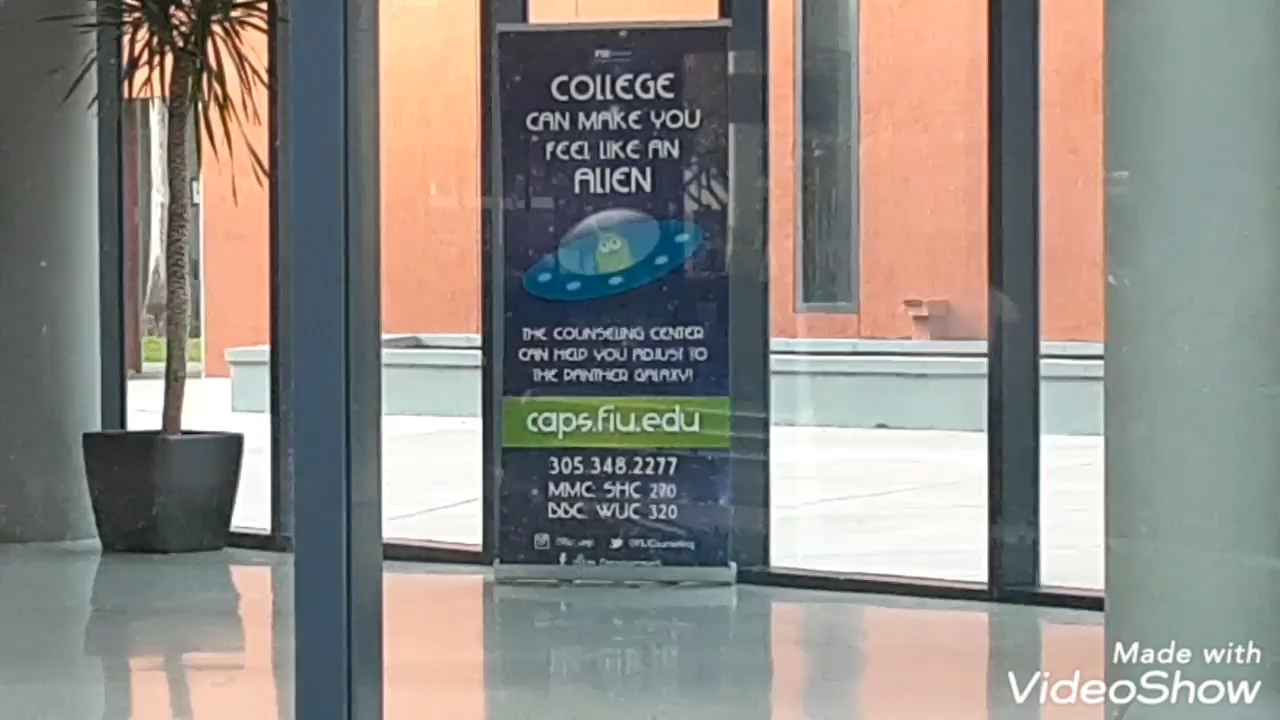 COLLEGE
CAN MAKE YOU
FEEL LIKE AN
ALIEN
THE COUNSELING CENTER
CAN HELP YOU ADJUST TO
THE PANTHER GALAXY!
caps.fiu.edu
305.348.2277
MMC: SHC 270
BBC: WUC 320
Made with
VideoShow